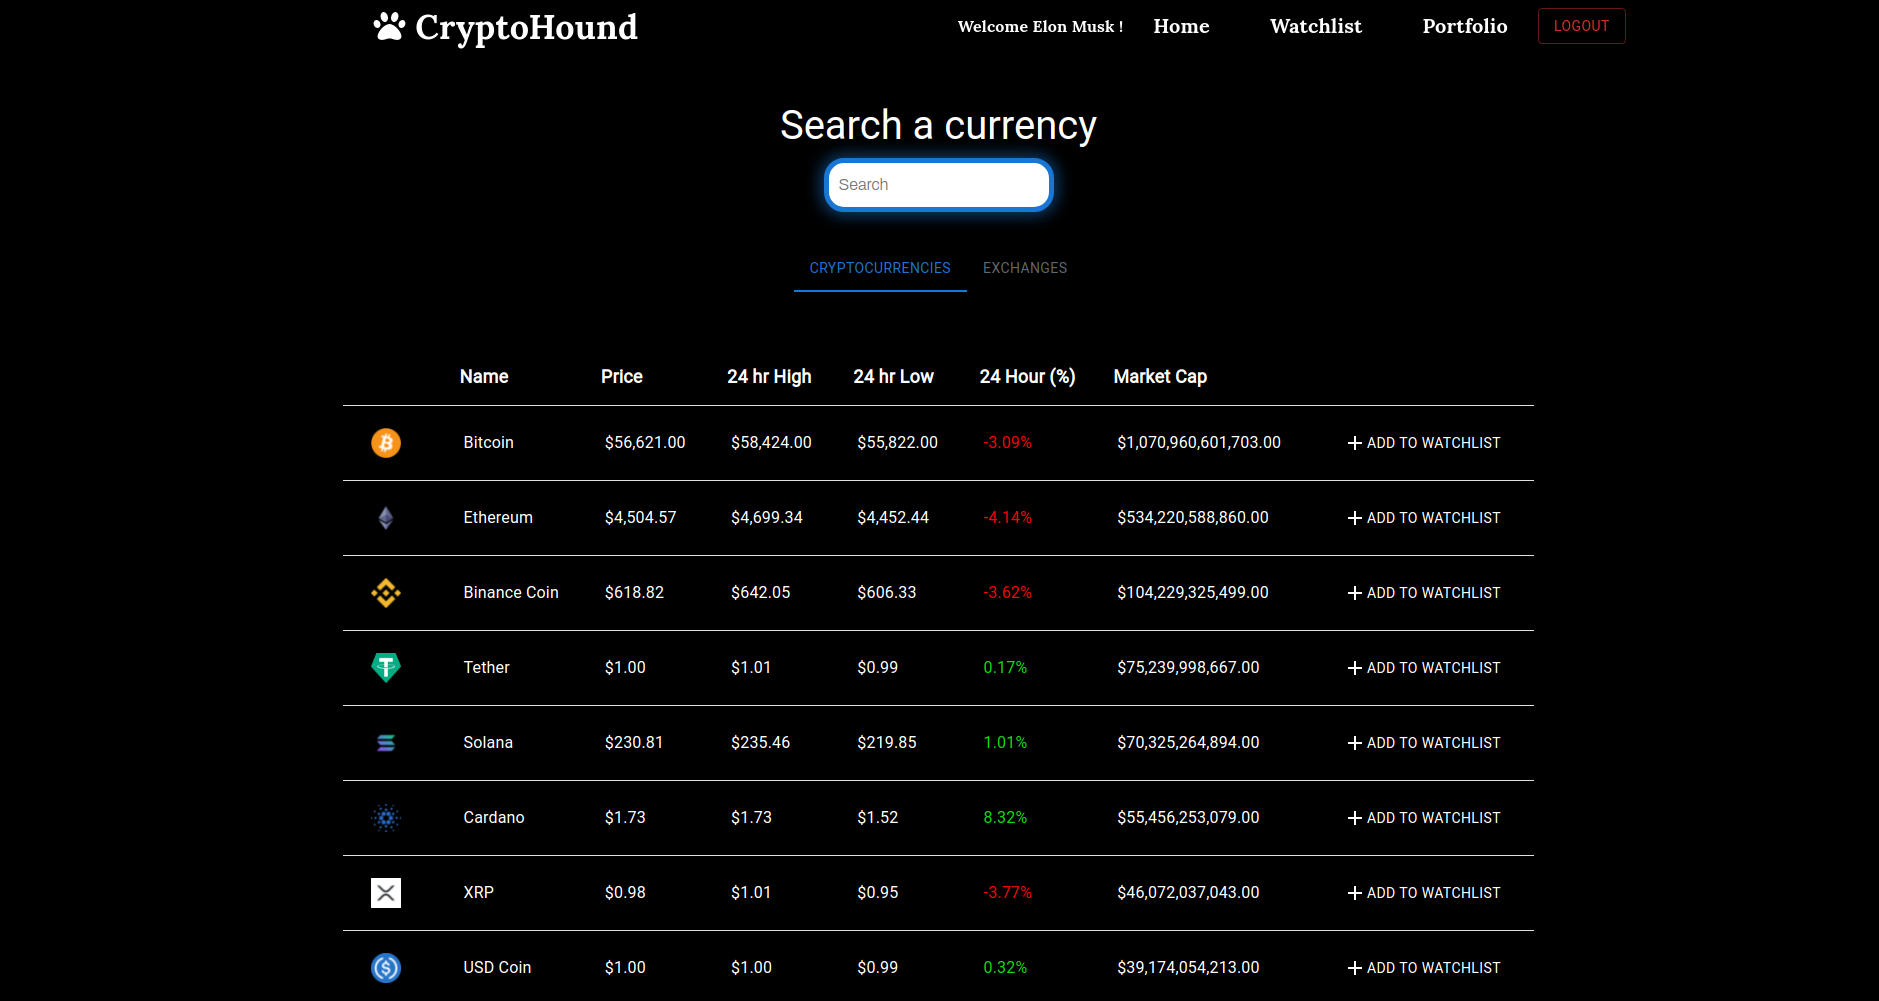 CryptoHound Welcome Elon Musk ! Home Watchlist Portfolio LOGOUT
Search a currency
Search
CRYPTOCURRENCIES EXCHANGES
Name Price 24 hr High 24 hr Low 24 Hour (%) Market Cap
Bitcoin $56,621.00 $58,424.00 $55,822.00 -3.09% $1,070,960,601,703.00 + ADD TO WATCHLIST
Ethereum $4,504.57 $4,699.34 $4,452.44 -4.14% $534,220,588,860.00 + ADD TO WATCHLIST
Binance Coin $618.82 $642.05 $606.33 -3.62% $104,229,325,499.00 + ADD TO WATCHLIST
Tether $1.00 $1.01 $0.99 0.17% $75,239,998,667.00 + ADD TO WATCHLIST
Solana $230.81 $235.46 $219.85 1.01% $70,325,264,894.00 + ADD TO WATCHLIST
Cardano $1.73 $1.73 $1.52 8.32% $55,456,253,079.00 + ADD TO WATCHLIST
XRP $0.98 $1.01 $0.95 -3.77% $46,072,037,043.00 + ADD TO WATCHLIST
USD Coin $1.00 $1.00 $0.99 0.32% $39,174,054,213.00 + ADD TO WATCHLIST